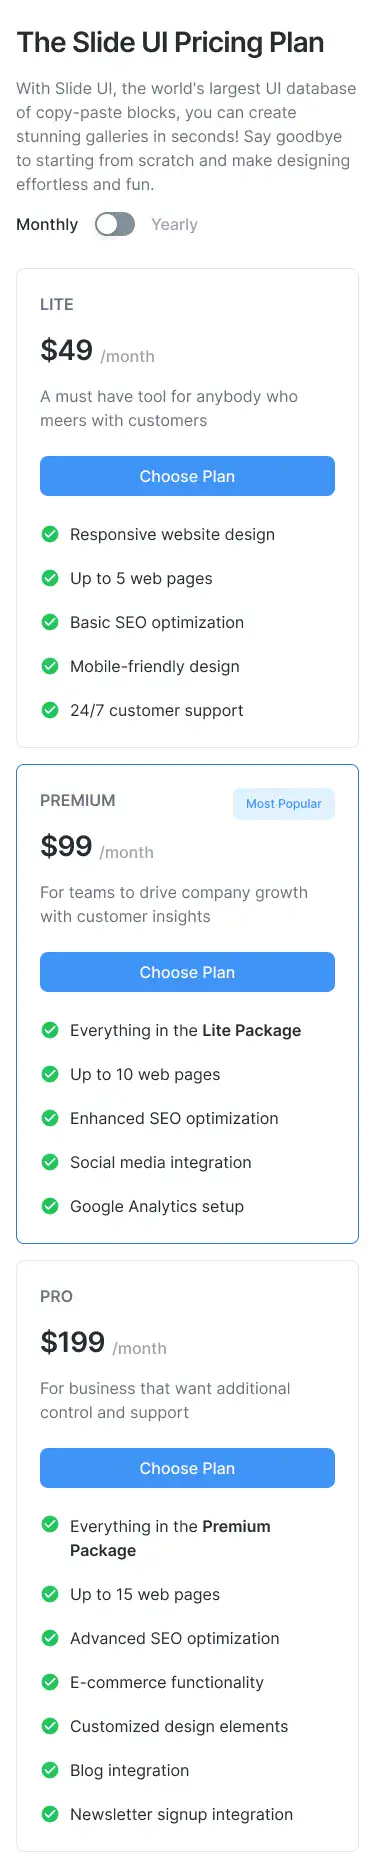 The Slide UI Pricing Plan
With Slide UI, the world's largest UI database
of copy-paste blocks, you can create
stunning galleries in seconds! Say goodbye
to starting from scratch and make designing
effortless and fun.
Monthly Yearly
LITE
$49 /month
A must have tool for anybody who
meers with customers
Choose Plan
Responsive website design
Up to 5 web pages
Basic SEO optimization
Mobile-friendly design
24/7 customer support
PREMIUM Most Popular
$99 /month
For teams to drive company growth
with customer insights
Choose Plan
Everything in the Lite Package
Up to 10 web pages
Enhanced SEO optimization
Social media integration
Google Analytics setup
PRO
$199 /month
For business that want additional
control and support
Choose Plan
Everything in the Premium
Package
Up to 15 web pages
Advanced SEO optimization
E-commerce functionality
Customized design elements
Blog integration
Newsletter signup integration